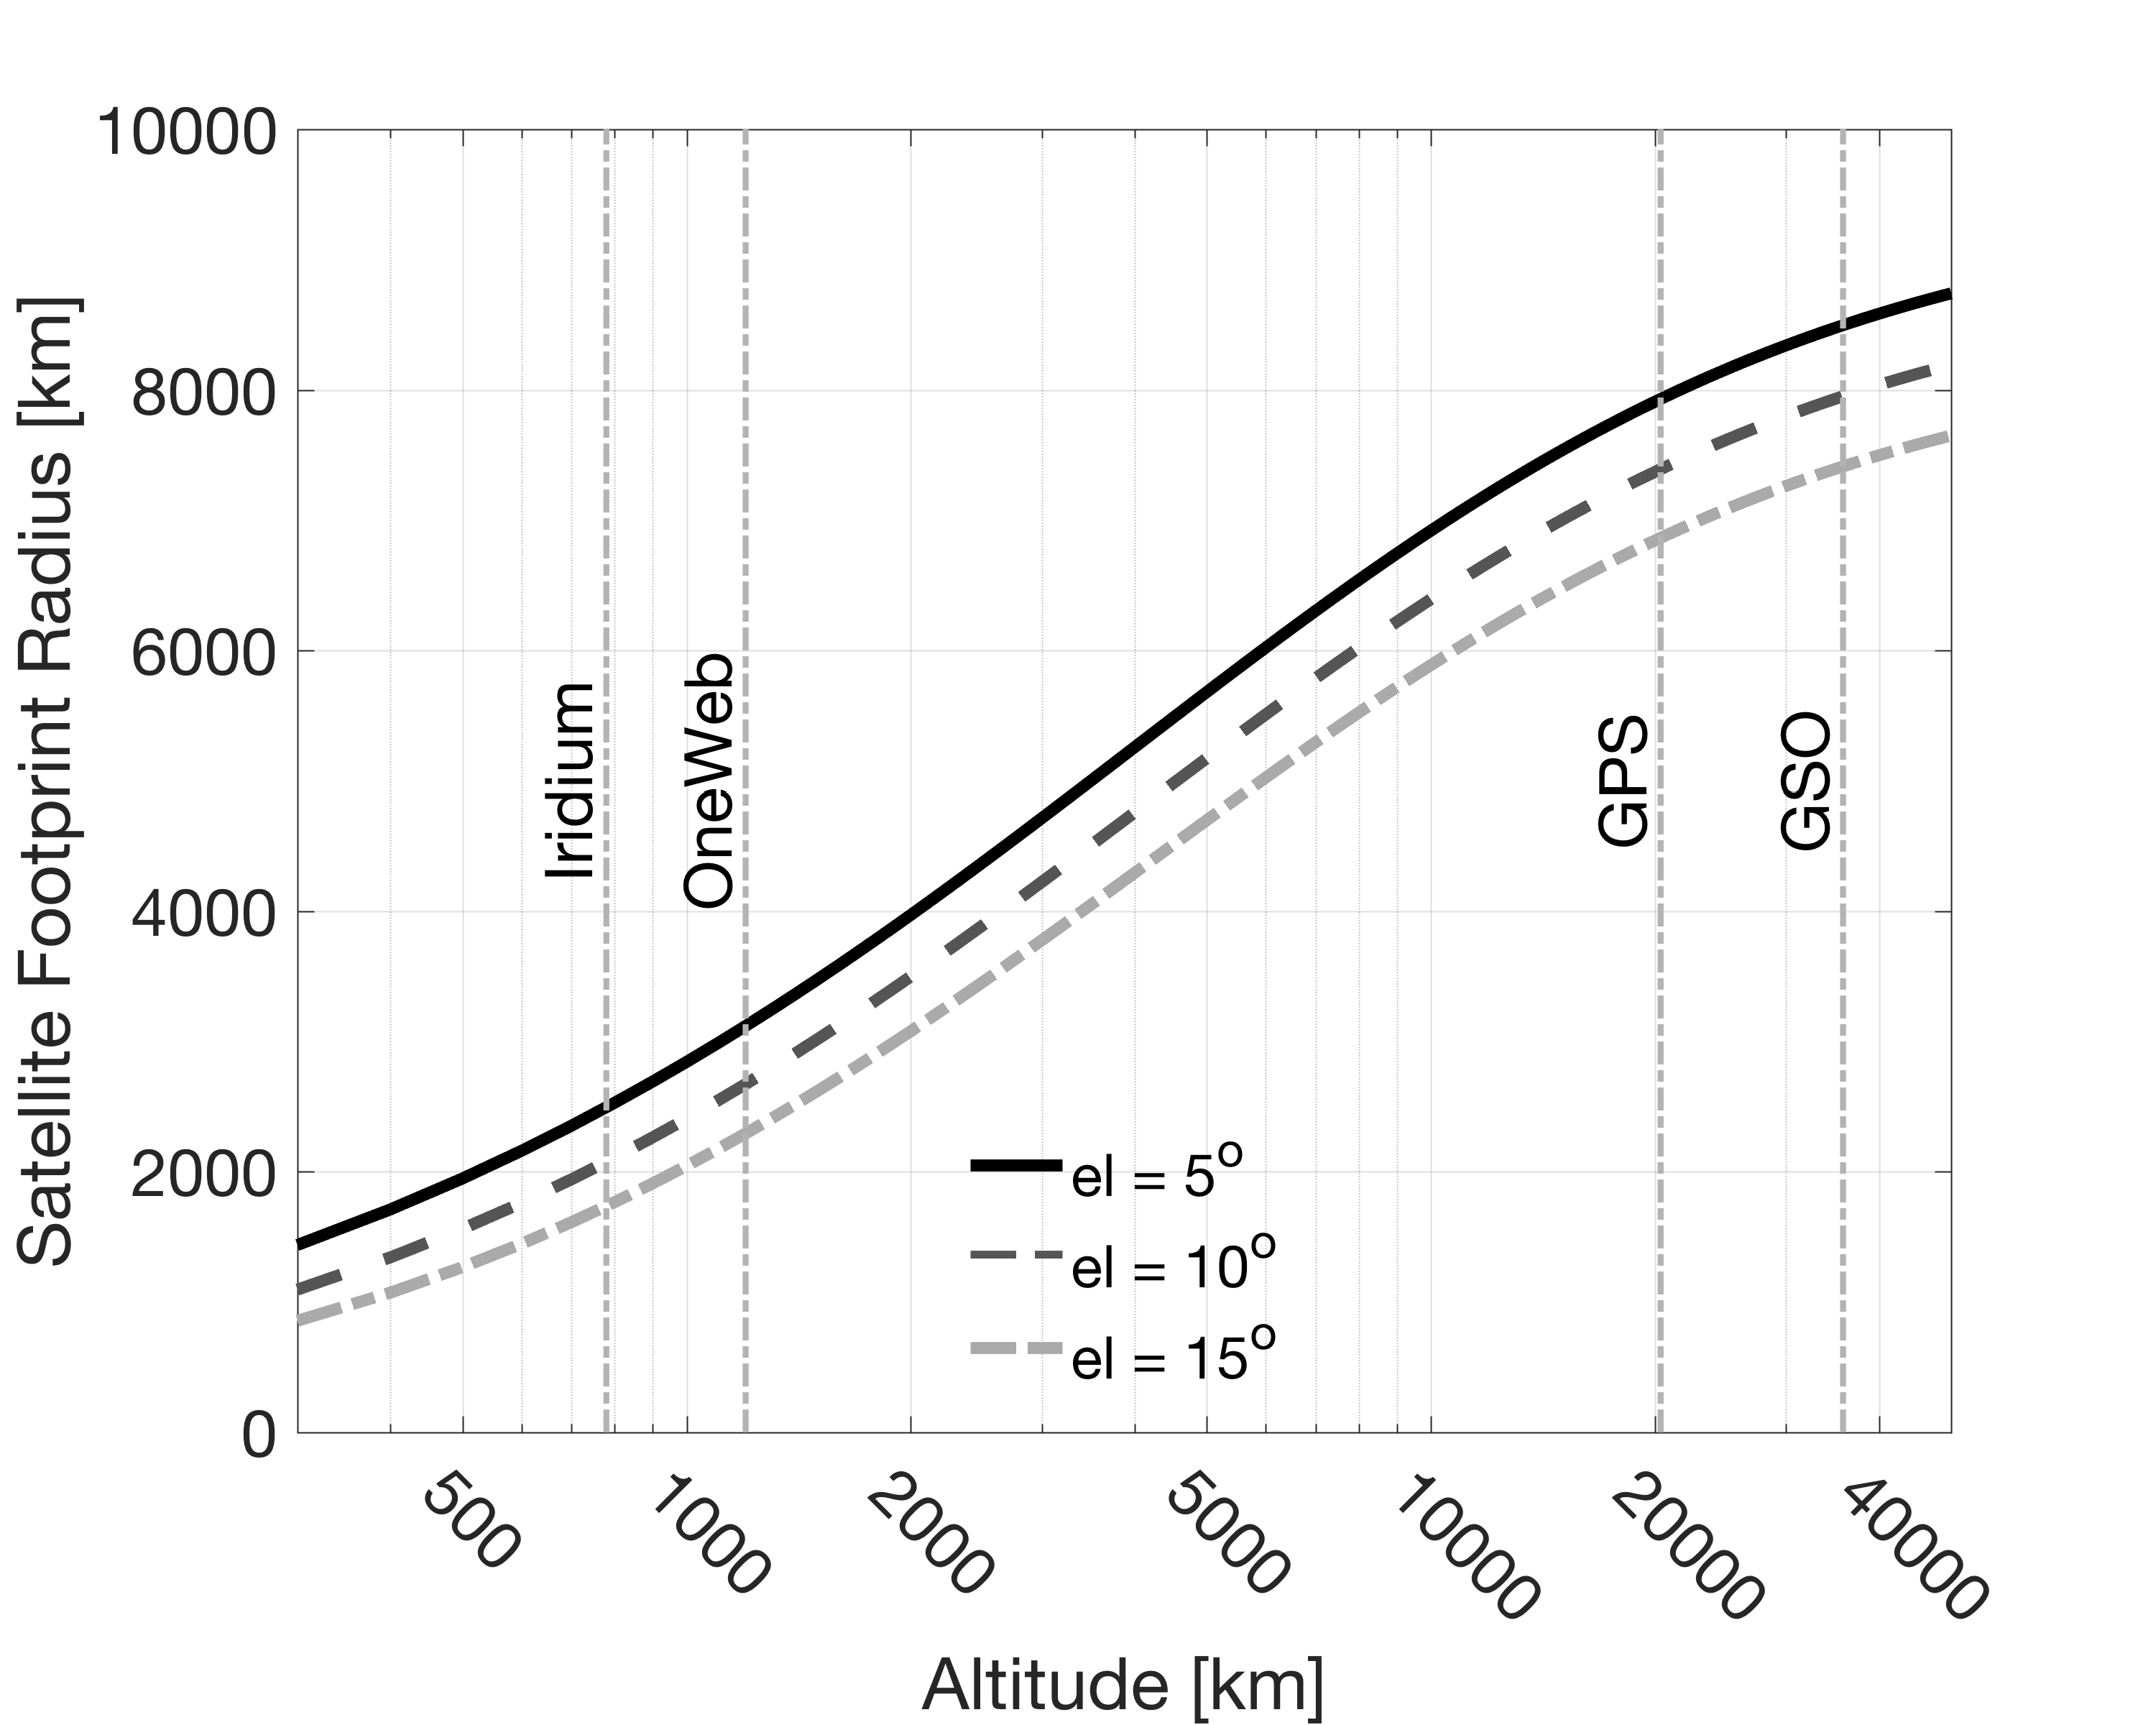 10000
8000
6000
4000
2000
0
Satellite Footprint Radius [km]
Iridium
OneWeb
GPS
GSO
el = 5°
el = 10°
el = 15°
500
1000
2000
5000
10000
20000
40000
Altitude [km]